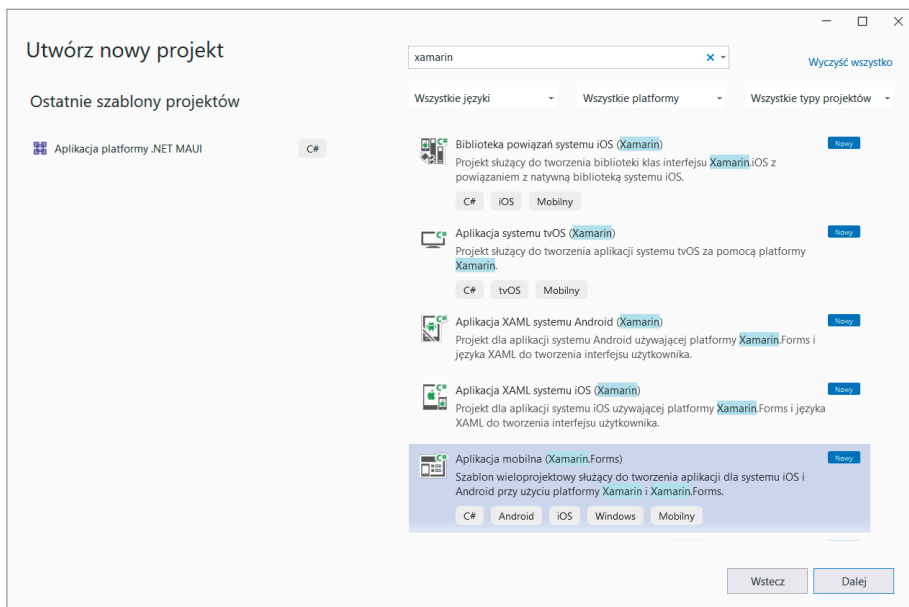 Utwórz nowy projekt
xamarin
Wyczyść wszystko
Ostatnie szablony projektów
Wszystkie języki
Wszystkie platformy
Wszystkie typy projektów
Aplikacja platformy .NET MAUI
C#
Biblioteka powiązań systemu iOS (Xamarin)
Nowy
Projekt służący do tworzenia biblioteki klas interfejsu Xamarin.iOS z
powiązaniem z natywną biblioteką systemu iOS.
C# iOS Mobilny
Aplikacja systemu tvOS (Xamarin)
Nowy
Projekt służący do tworzenia aplikacji systemu tvOS za pomocą platformy
Xamarin.
C# tvOS Mobilny
Aplikacja XAML systemu Android (Xamarin)
Nowy
Projekt dla aplikacji systemu Android używającej platformy Xamarin.Forms i
języka XAML do tworzenia interfejsu użytkownika.
Aplikacja XAML systemu iOS (Xamarin)
Nowy
Projekt dla aplikacji systemu iOS używającej platformy Xamarin.Forms i języka
XAML do tworzenia interfejsu użytkownika.
Aplikacja mobilna (Xamarin.Forms)
Nowy
Szablon wieloprojektowy służący do tworzenia aplikacji dla systemu iOS i
Android przy użyciu platformy Xamarin i Xamarin.Forms.
C# Android iOS Windows Mobilny
Wstecz
Dalej